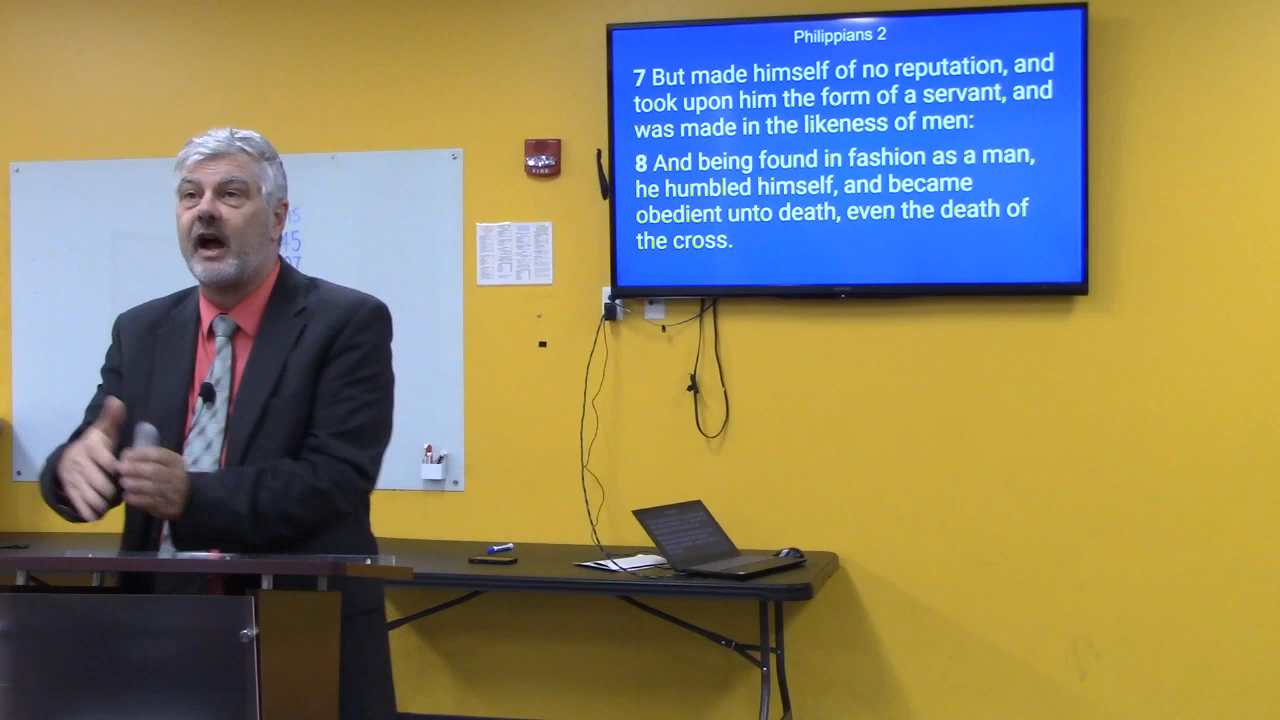 Philippians 2
7 But made himself of no reputation, and
took upon him the form of a servant, and
was made in the likeness of men:
8 And being found in fashion as a man,
he humbled himself, and became
obedient unto death, even the death of
the cross.
FIRE
45